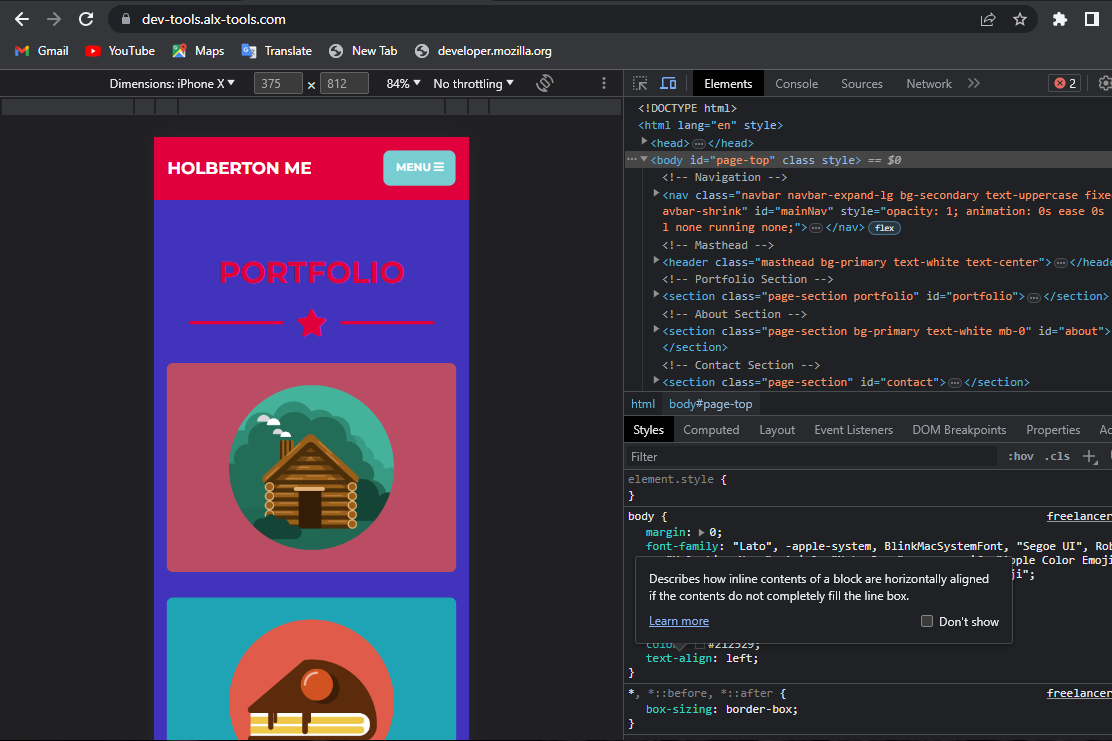 dev-tools.alx-tools.com
Gmail YouTube Maps Translate New Tab developer.mozilla.org
Dimensions: iPhone X ▾ 375 × 812 84% ▾ No throttling ▾
HOLBERTON ME MENU
PORTFOLIO
Elements Console Sources Network » 2
<!DOCTYPE html>
<html lang="en" style>
<head> … </head>
… <body id="page-top" class style> == $0
<!-- Navigation -->
<nav class="navbar navbar-expand-lg bg-secondary text-uppercase fixe
avbar-shrink" id="mainNav" style="opacity: 1; animation: 0s ease 0s
l none running none;"> … </nav> flex
<!-- Masthead -->
<header class="masthead bg-primary text-white text-center"> … </heade
<!-- Portfolio Section -->
<section class="page-section portfolio" id="portfolio"> … </section>
<!-- About Section -->
<section class="page-section bg-primary text-white mb-0" id="about">
</section>
<!-- Contact Section -->
<section class="page-section" id="contact"> … </section>
html body#page-top
Styles Computed Layout Event Listeners DOM Breakpoints Properties Ac
Filter :hov .cls +
element.style {
}
body { freelancer
margin: 0;
font-family: "Lato", -apple-system, BlinkMacSystemFont, "Segoe UI", Rob
"Apple Color Emoji
ji";
Describes how inline contents of a block are horizontally aligned
if the contents do not completely fill the line box.
Learn more Don't show
#212529;
text-align: left;
}
*, *::before, *::after { freelancer
box-sizing: border-box;
}